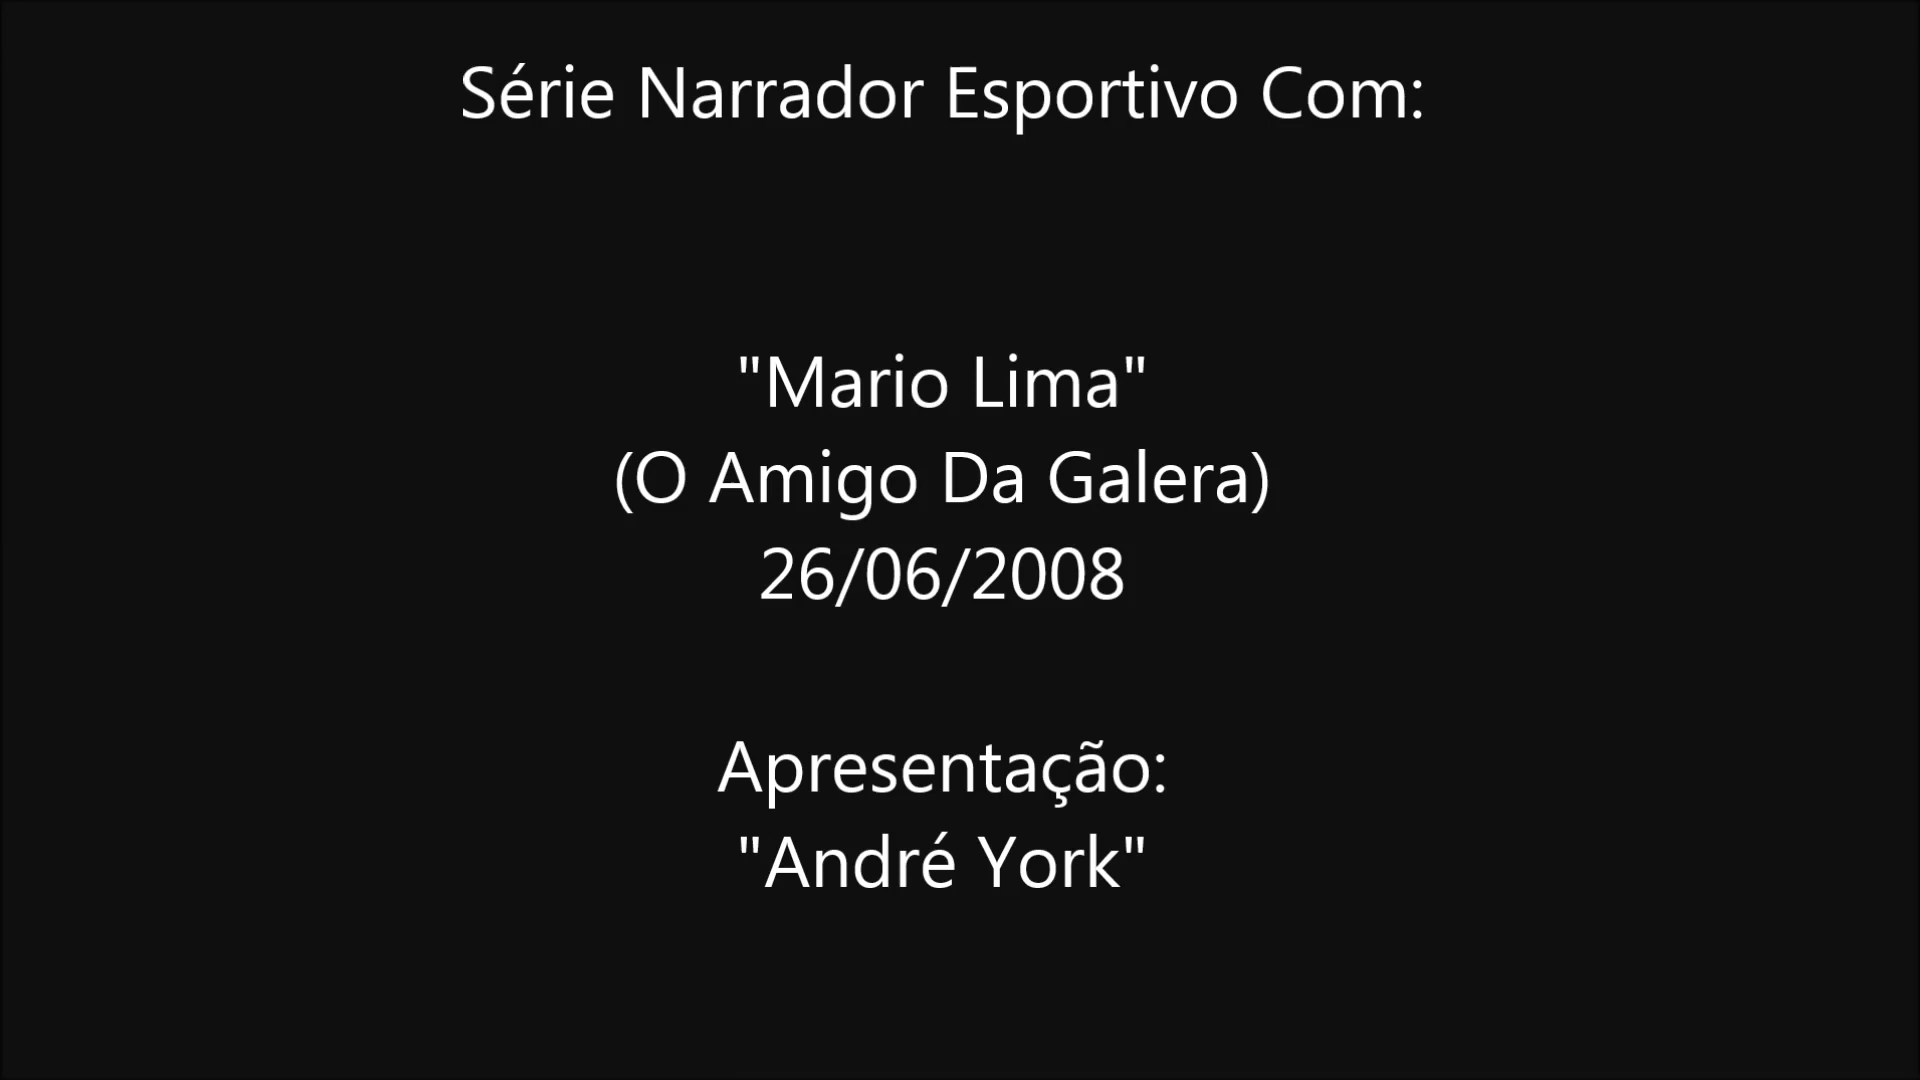 Série Narrador Esportivo Com:
"Mario Lima"
(O Amigo Da Galera)
26/06/2008
Apresentação:
"André York"